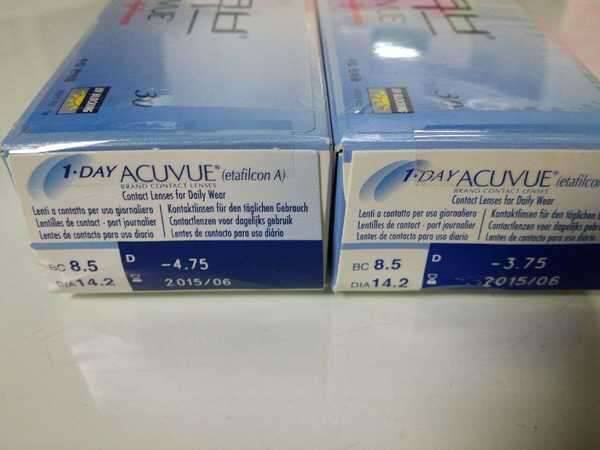 30
30
1·DAY ACUVUE® (etafilcon A)
BRAND CONTACT LENSES
Contact Lenses for Daily Wear
Lenti a contatto per uso giornaliero
Kontaktlinsen für den täglichen Gebrauch
Lentilles de contact - port journalier
Contactlenzen voor dagelijks gebruik
Lentes de contacto para uso diario
Lentes de contacto para uso diário
BC 8.5
D -4.75
DIA 14.2
2015/06
1·DAY ACUVUE® (etafilcon
BRAND CONTACT LENSES
Contact Lenses for Daily Wear
Lenti a contatto per uso giornaliero
Kontaktlinsen für den täglichen
Lentilles de contact - port journalier
Contactlenzen voor dagelijks gebruik
Lentes de contacto para uso diario
Lentes de contacto para uso diário
BC 8.5
D -3.75
DIA 14.2
2015/06